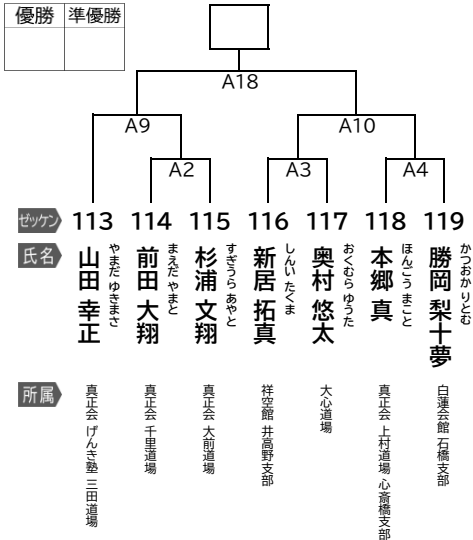 優勝 準優勝
A18
A9 A10
A2 A3 A4
ゼッケン 113 114 115 116 117 118 119
氏名
山田 幸正 やまだ ゆきまさ
前田 大翔 まえだ やまと
杉浦 文翔 すぎうら あやと
新居 拓真 しんい たくま
奥村 悠太 おくむら ゆうた
本郷 真 ほんごう まこと
勝岡 梨十夢 かつおか りとむ
所属
真正会 げんき塾 三田道場
真正会 千里道場
真正会 大前道場
祥空館 井高野支部
大心道場
真正会 上村道場 心斎橋支部
白蓮会館 石橋支部